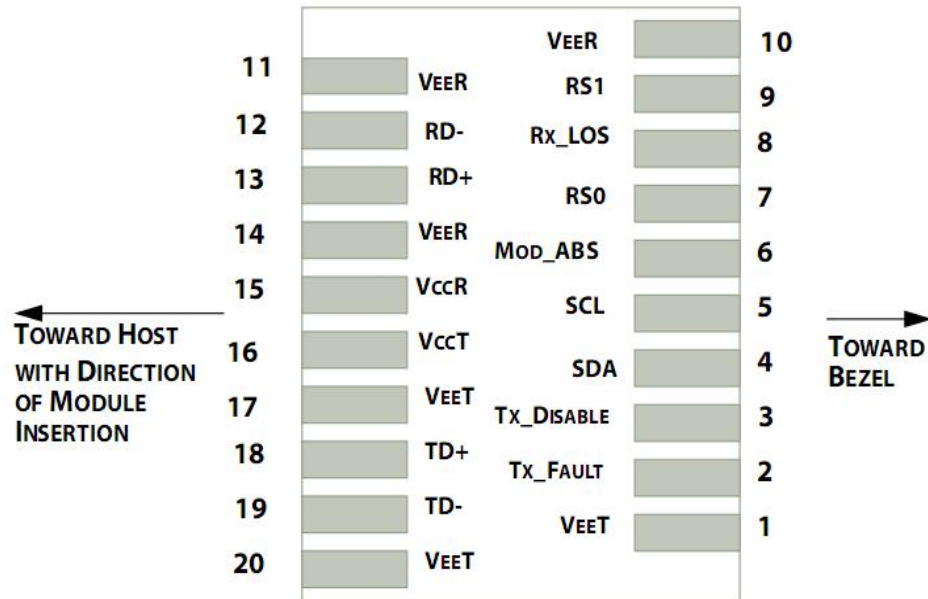 11 VEER
12 RD-
13 RD+
14 VEER
15 VCCR
16 VCCT
17 VEET
18 TD+
19 TD-
20 VEET
VEER 10
RS1 9
RX_LOS 8
RS0 7
MOD_ABS 6
SCL 5
SDA 4
TX_DISABLE 3
TX_FAULT 2
VEET 1
TOWARD HOST
WITH DIRECTION
OF MODULE
INSERTION
TOWARD
BEZEL